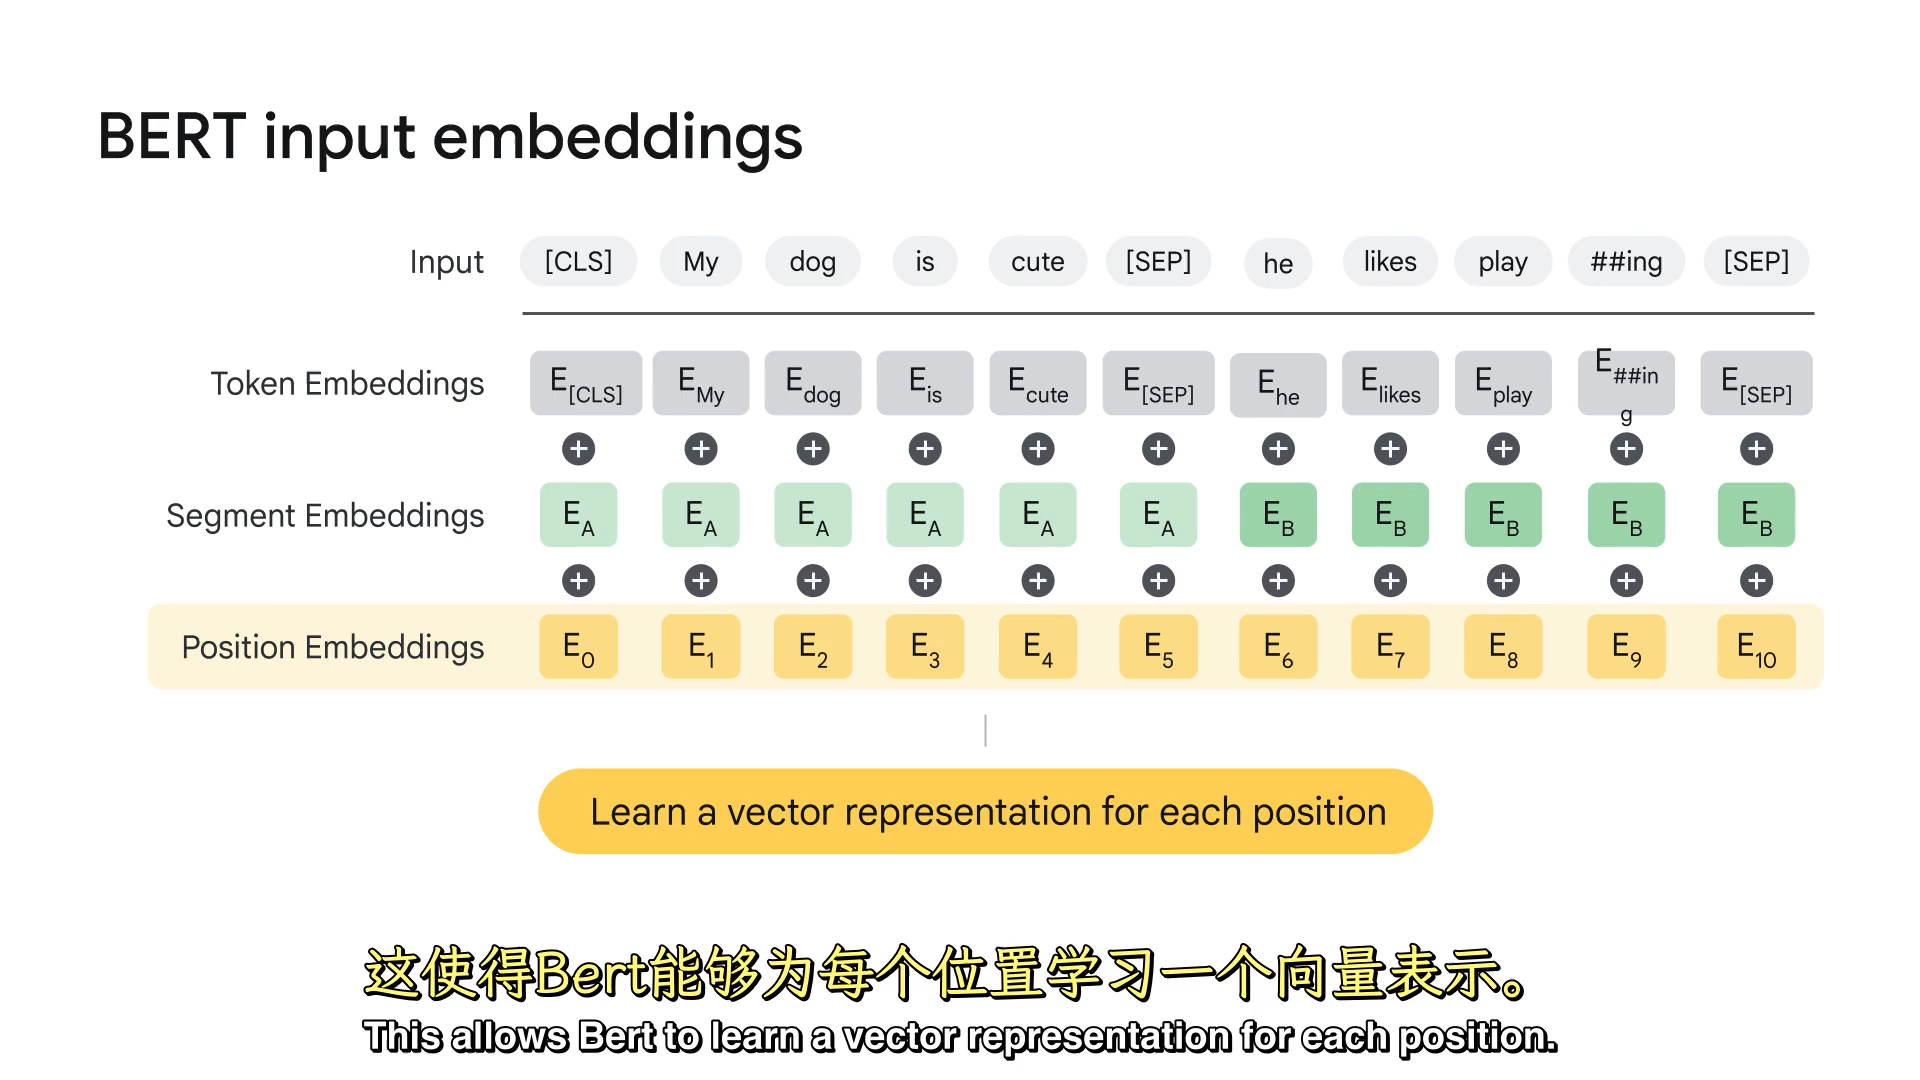 BERT input embeddings
Input [CLS] My dog is cute [SEP] he likes play ##ing [SEP]
Token Embeddings E[CLS] EMy Edog Eis Ecute E[SEP] Ehe Elikes Eplay E##ing E[SEP]
Segment Embeddings EA EA EA EA EA EA EB EB EB EB EB
Position Embeddings E0 E1 E2 E3 E4 E5 E6 E7 E8 E9 E10
Learn a vector representation for each position
这使得Bert能够为每个位置学习一个向量表示。
This allows Bert to learn a vector representation for each position.